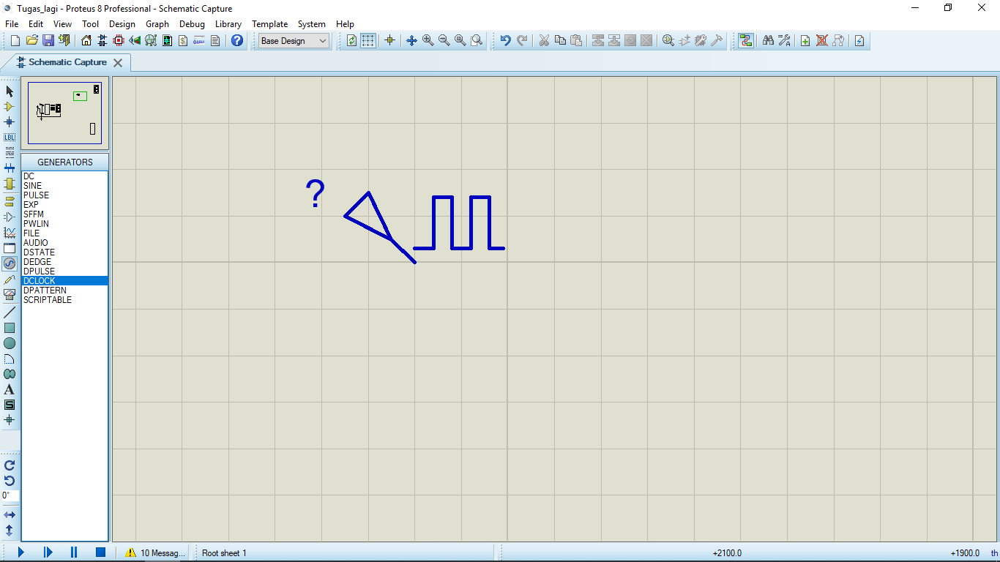 Tugas_lagi - Proteus 8 Professional - Schematic Capture
File Edit View Tool Design Graph Debug Library Template System Help
Base Design
Schematic Capture
LBL
GENERATORS
DC
SINE
PULSE
EXP
SFFM
PWLIN
FILE
AUDIO
DSTATE
DEDGE
DPULSE
DCLOCK
DPATTERN
SCRIPTABLE
A
S
0°
?
10 Messag...
Root sheet 1
+2100.0
+1900.0
th